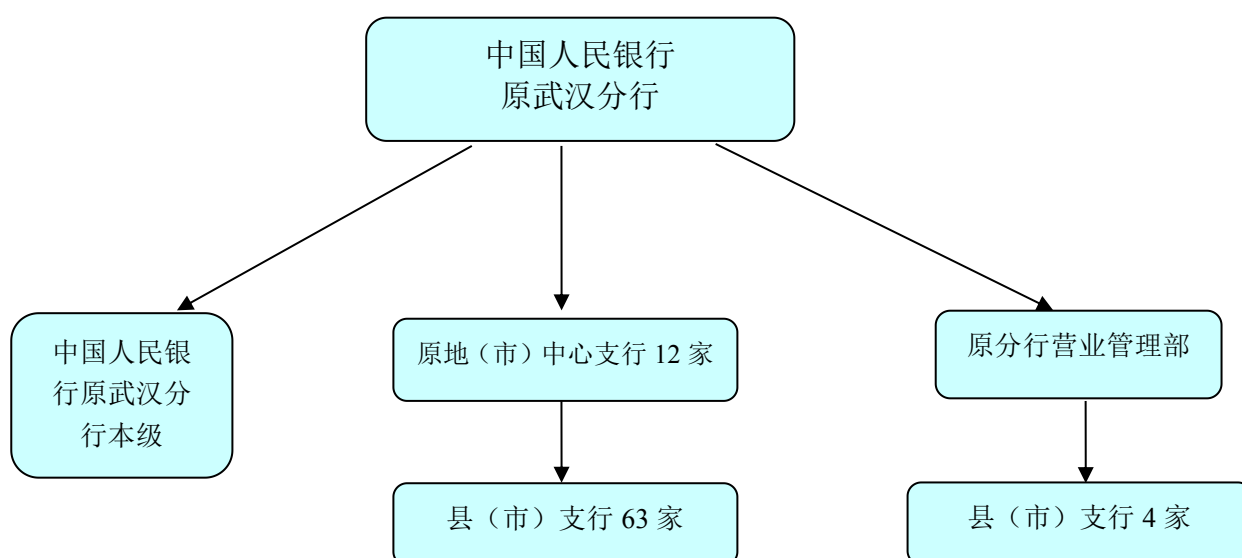 中国人民银行
原武汉分行
中国人民银
行原武汉分
行本级
原地（市）中心支行 12 家
原分行营业管理部
县（市）支行 63 家
县（市）支行 4 家